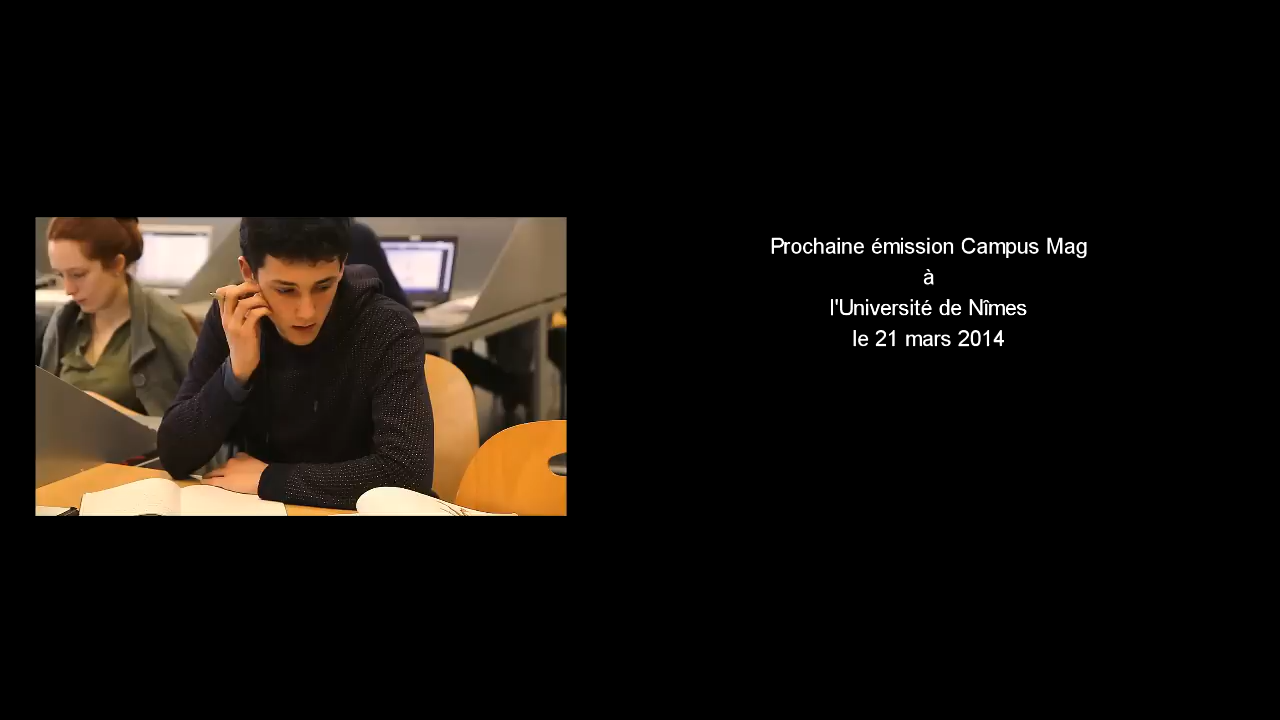 Prochaine émission Campus Mag
à
l'Université de Nîmes
le 21 mars 2014